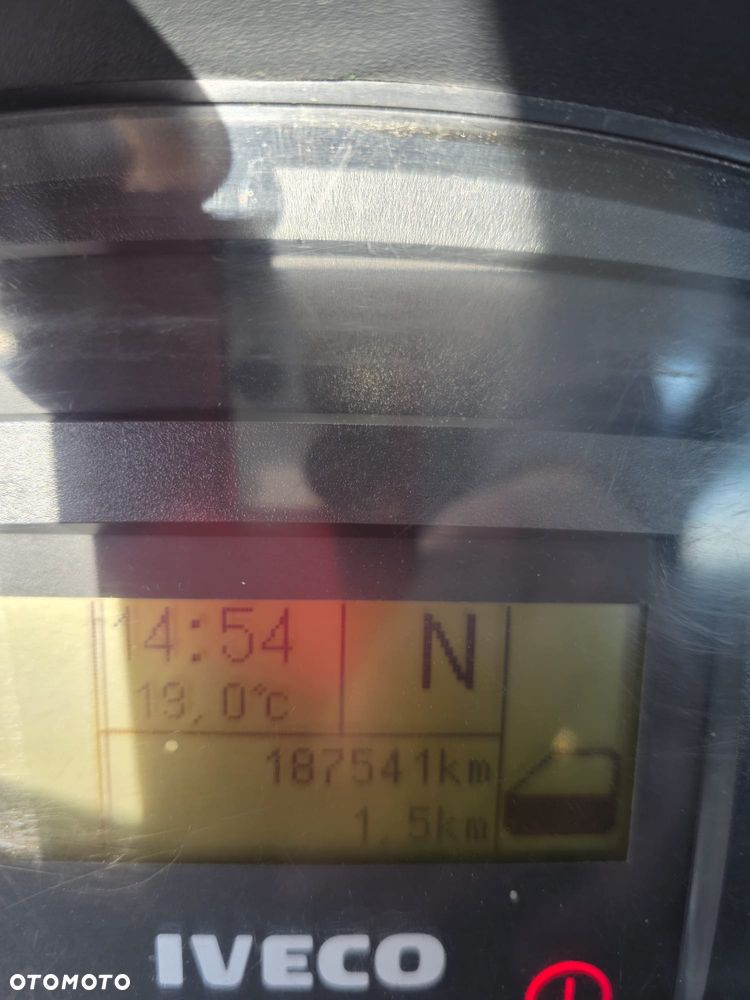 14:54 N
19,0°C
187541km
1,5km
IVECO
OTOMOTO